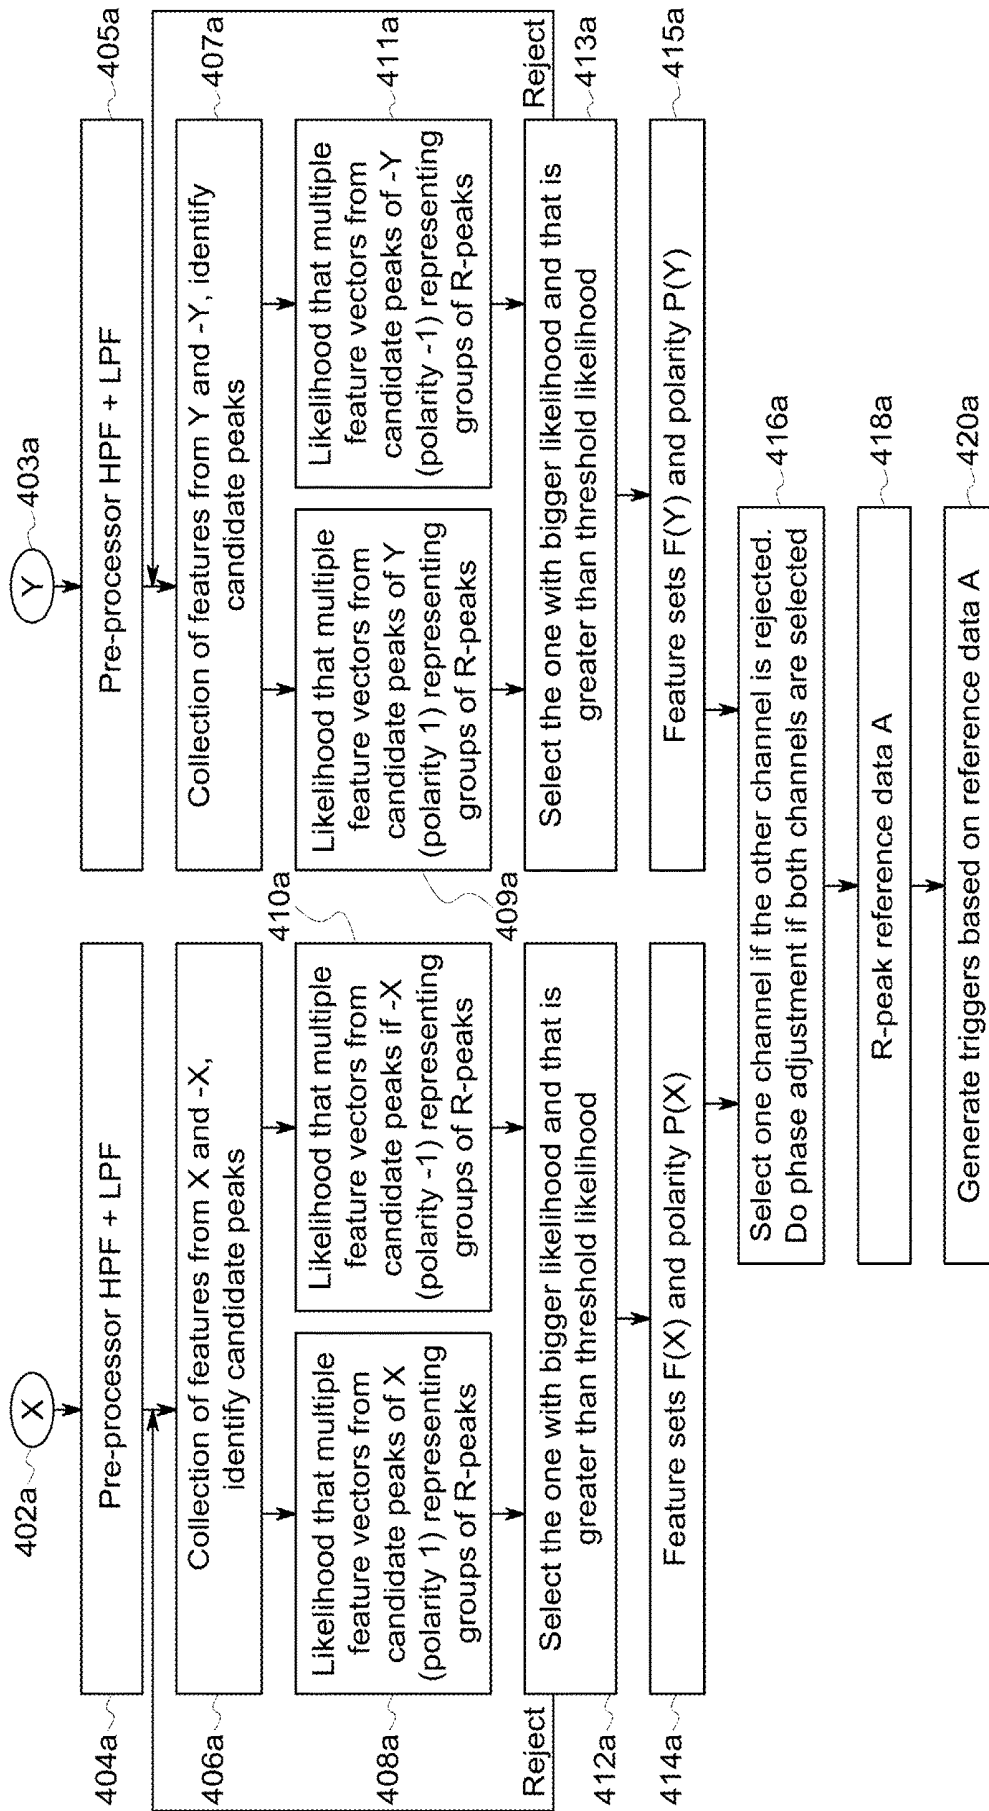 X
402a
Y
403a
404a
Pre-processor HPF + LPF
Pre-processor HPF + LPF
405a
406a
Collection of features from X and -X,
identify candidate peaks
Collection of features from Y and -Y, identify
candidate peaks
407a
408a
Likelihood that multiple
feature vectors from
candidate peaks of X
(polarity 1) representing
groups of R-peaks
410a
Likelihood that multiple
feature vectors from
candidate peaks if -X
(polarity -1) representing
groups of R-peaks
409a
Likelihood that multiple
feature vectors from
candidate peaks of Y
(polarity 1) representing
groups of R-peaks
Likelihood that multiple
feature vectors from
candidate peaks of -Y
(polarity -1) representing
groups of R-peaks
411a
Reject
412a
Select the one with bigger likelihood and that is
greater than threshold likelihood
Select the one with bigger likelihood and that is
greater than threshold likelihood
Reject
413a
414a
Feature sets F(X) and polarity P(X)
Feature sets F(Y) and polarity P(Y)
415a
Select one channel if the other channel is rejected.
Do phase adjustment if both channels are selected
416a
R-peak reference data A
418a
Generate triggers based on reference data A
420a